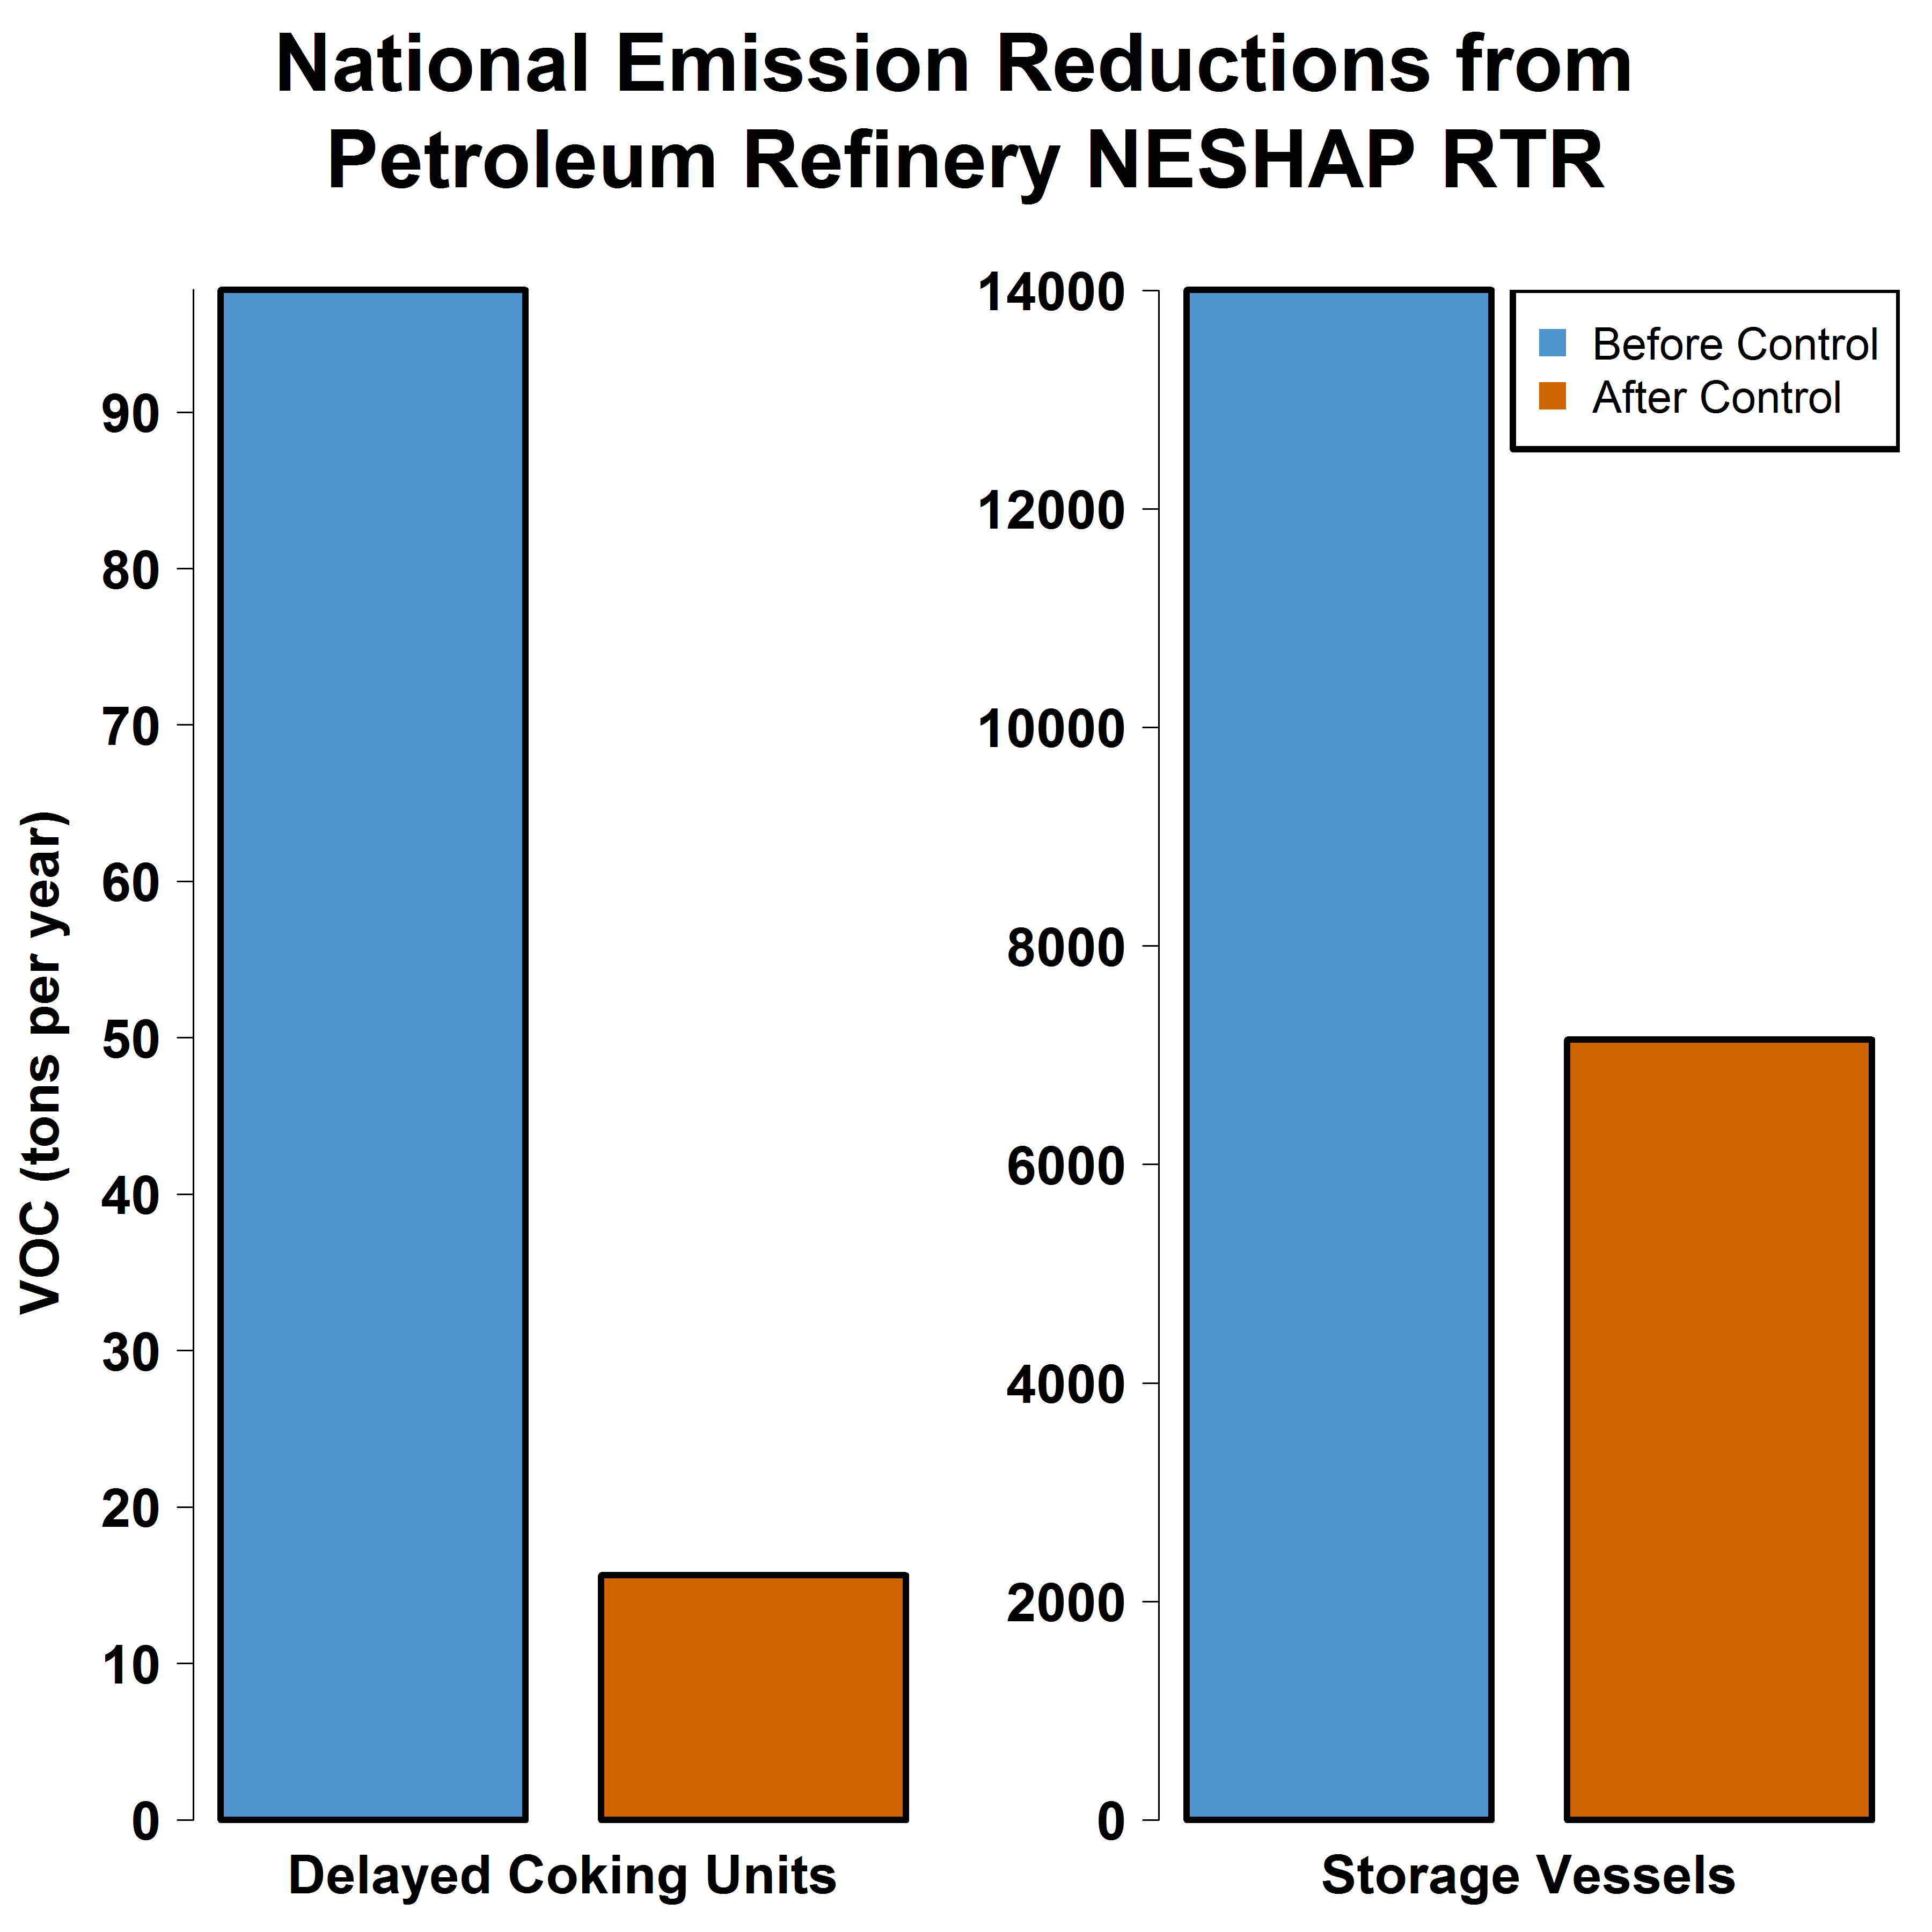 National Emission Reductions from
Petroleum Refinery NESHAP RTR
VOC (tons per year)
90
80
70
60
50
40
30
20
10
0
Delayed Coking Units
14000
12000
10000
8000
6000
4000
2000
0
Storage Vessels
Before Control
After Control